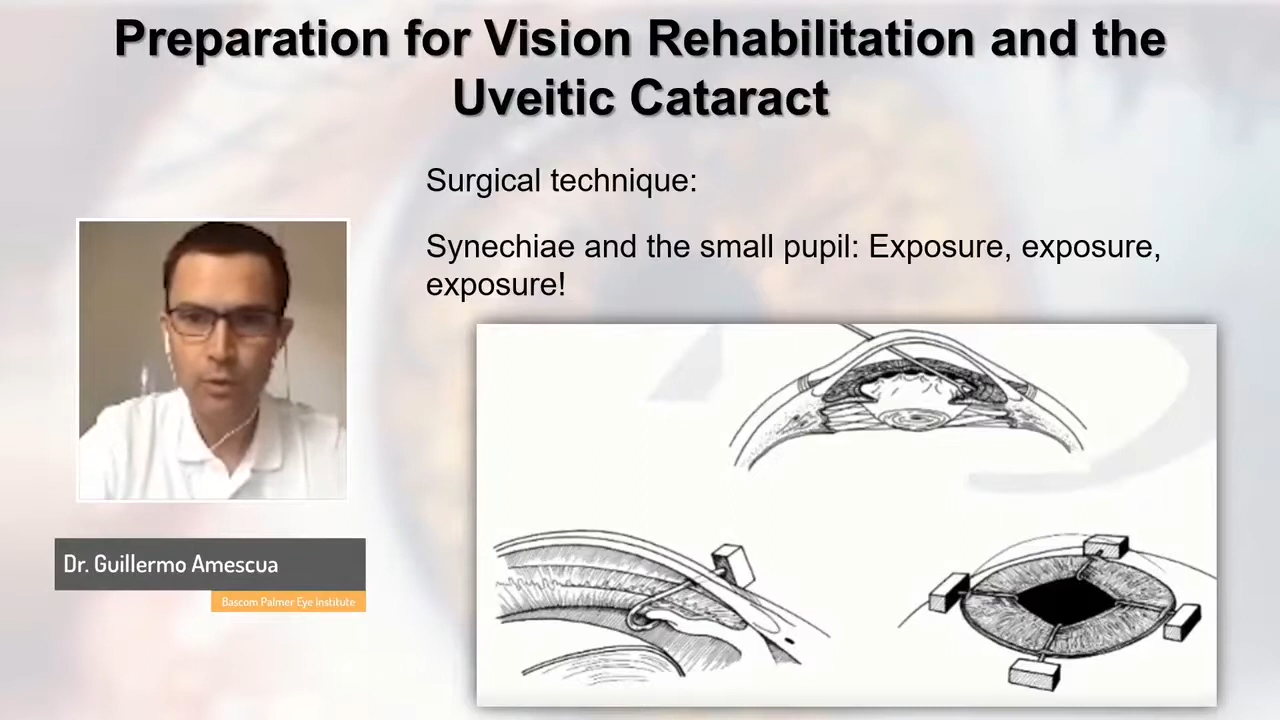 Preparation for Vision Rehabilitation and the
Uveitic Cataract
Surgical technique:
Synechiae and the small pupil: Exposure, exposure,
exposure!
Dr. Guillermo Amescua
Bascom Palmer Eye Institute